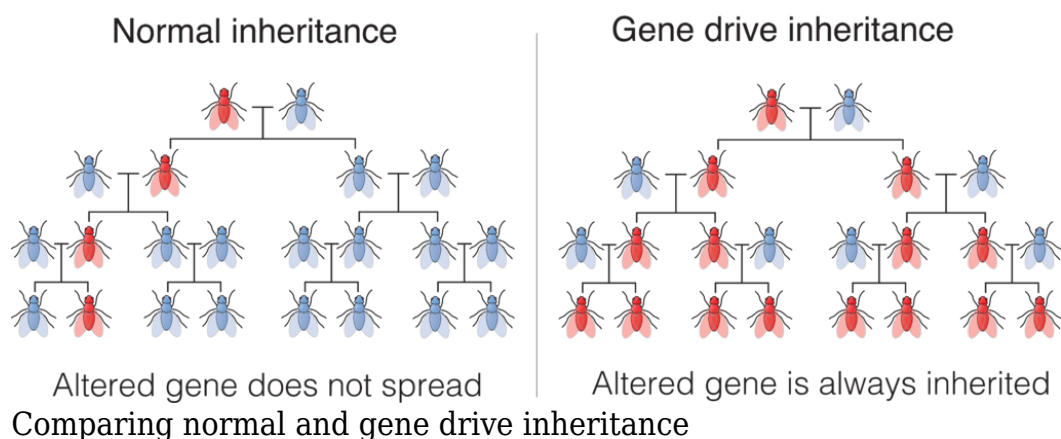 Normal inheritance
Gene drive inheritance
Altered gene does not spread
Altered gene is always inherited
Comparing normal and gene drive inheritance